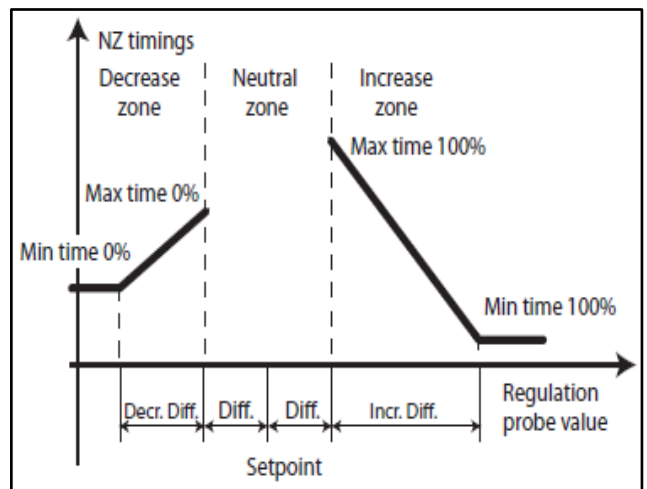 NZ timings
Decrease
zone
Neutral
zone
Increase
zone
Max time 100%
Max time 0%
Min time 0%
Min time 100%
Decr. Diff.
Diff.
Diff.
Incr. Diff.
Regulation
probe value
Setpoint